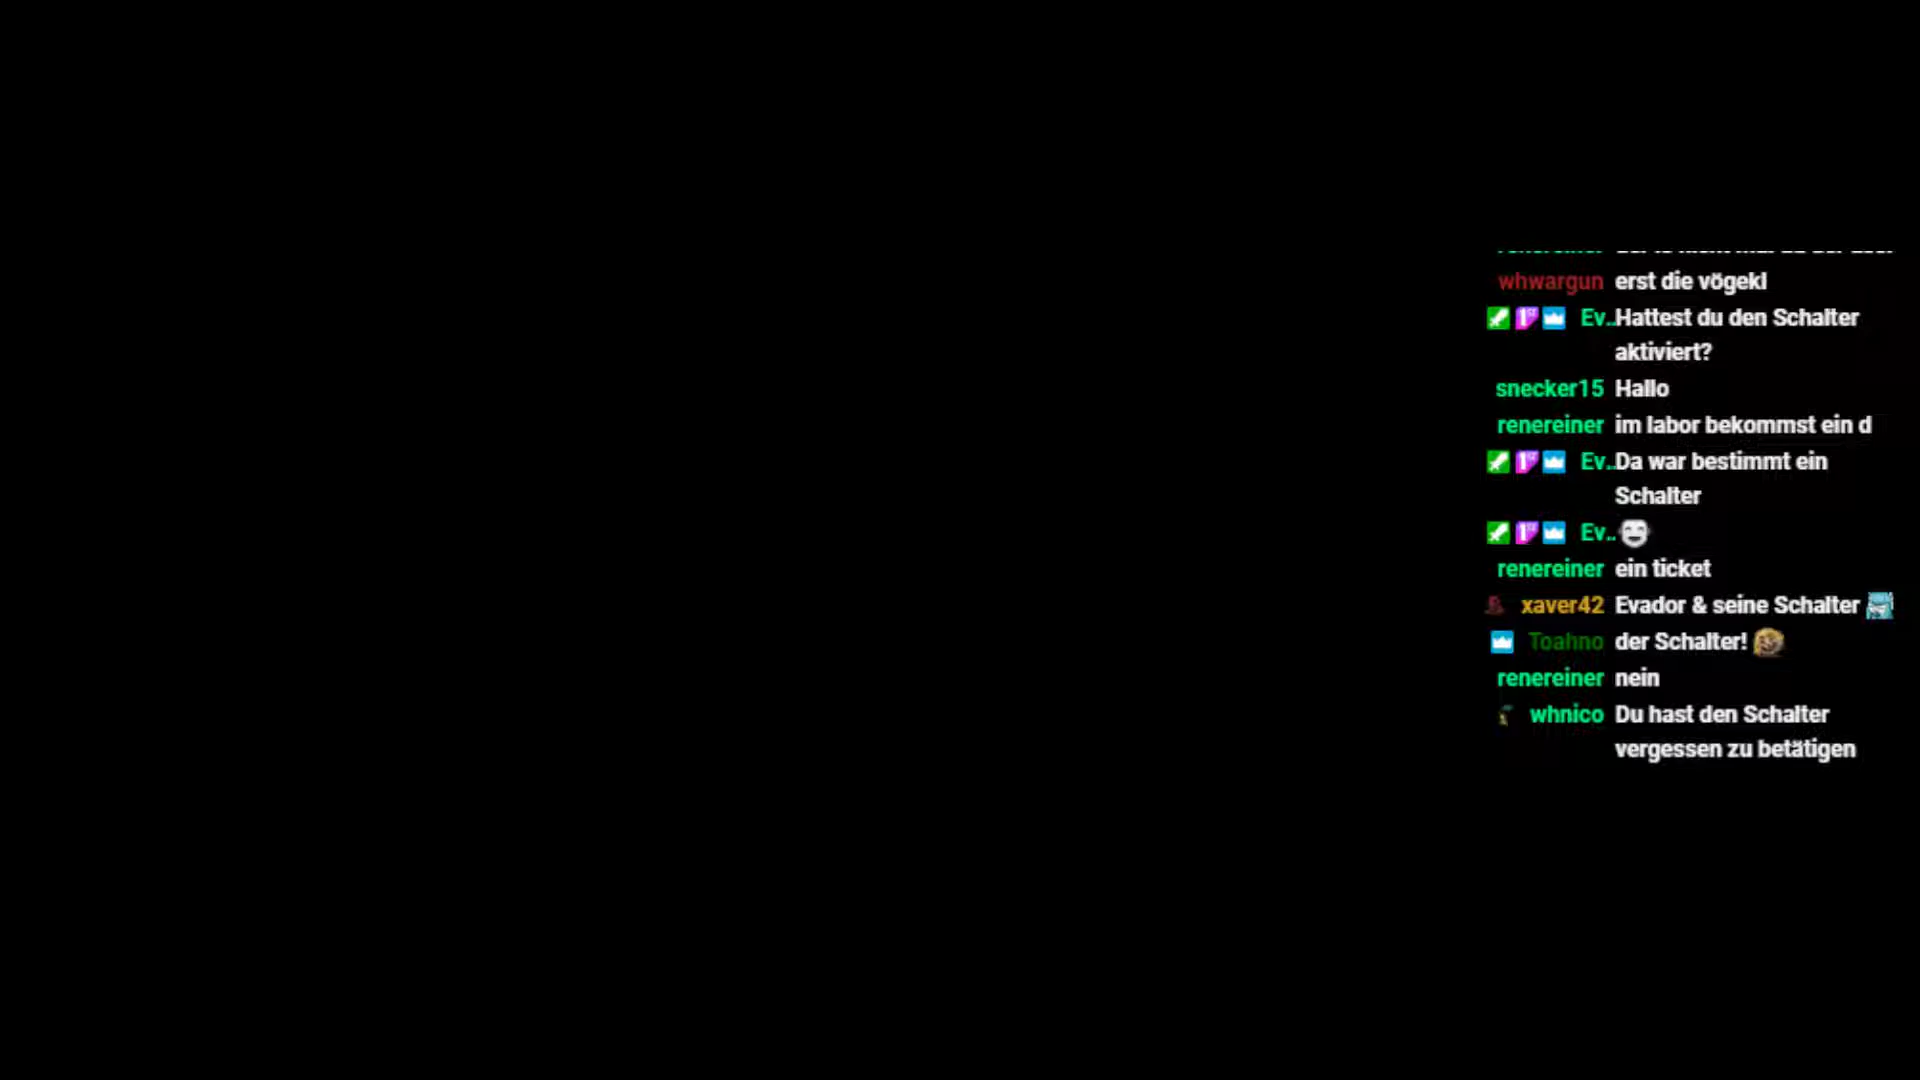 whwargun erst die vögekl
Ev..Hattest du den Schalter
aktiviert?
snecker15 Hallo
renereiner im labor bekommst ein d
Ev..Da war bestimmt ein
Schalter
Ev..
renereiner ein ticket
xaver42 Evador & seine Schalter
Toahno der Schalter!
renereiner nein
whnico Du hast den Schalter
vergessen zu betätigen